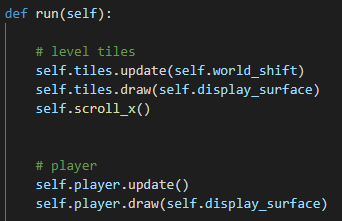 def run(self):
# level tiles
self.tiles.update(self.world_shift)
self.tiles.draw(self.display_surface)
self.scroll_x()
# player
self.player.update()
self.player.draw(self.display_surface)